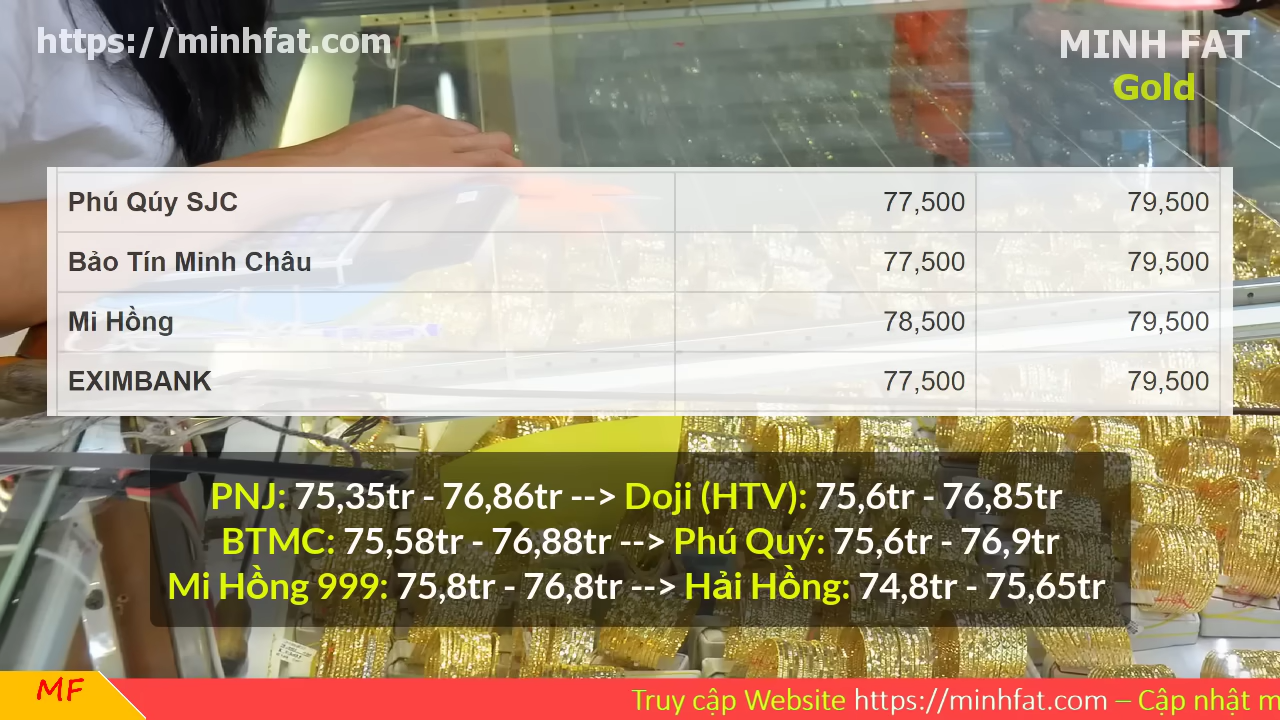 https://minhfat.com
MINH FAT
Gold
Phú Qúy SJC 77,500 79,500
Bảo Tín Minh Châu 77,500 79,500
Mi Hồng 78,500 79,500
EXIMBANK 77,500 79,500
PNJ: 75,35tr - 76,86tr --> Doji (HTV): 75,6tr - 76,85tr
BTMC: 75,58tr - 76,88tr --> Phú Quý: 75,6tr - 76,9tr
Mi Hồng 999: 75,8tr - 76,8tr --> Hải Hồng: 74,8tr - 75,65tr
MF
Truy cập Website https://minhfat.com – Cập nhật m